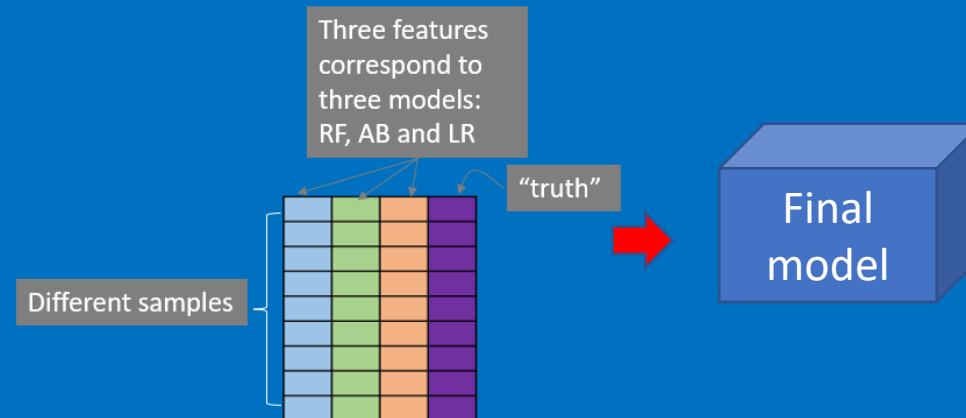 Three features
correspond to
three models:
RF, AB and LR
“truth”
Final
model
Different samples